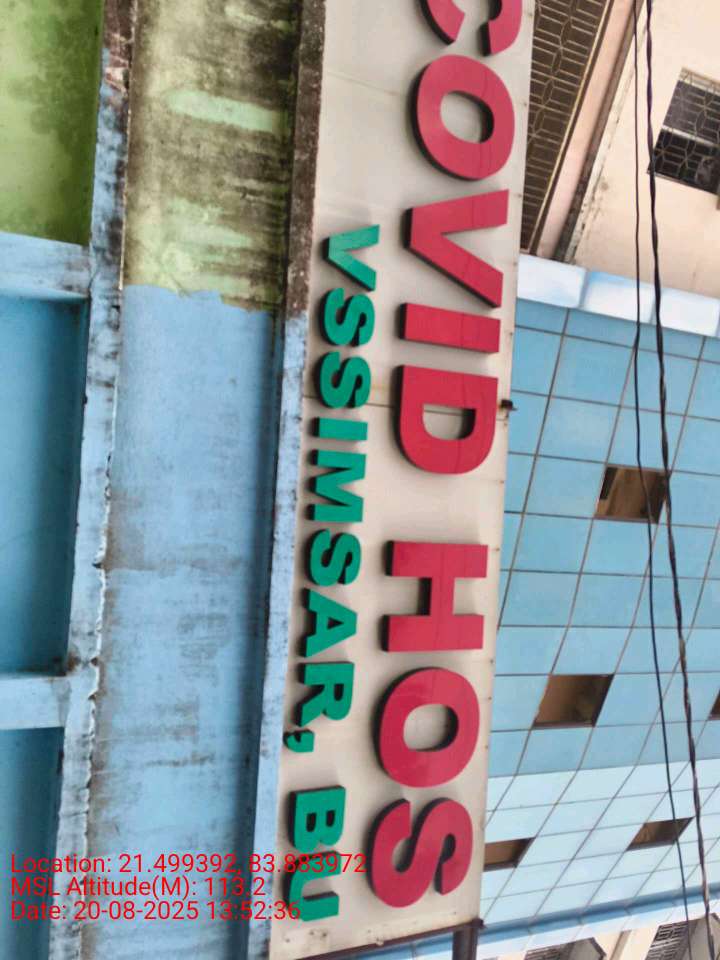 COVID HOS
VSSIMSAR, BU
Location: 21.499392, 83.883972
MSL Altitude(M): 113.2
Date: 20-08-2025 13:52:36